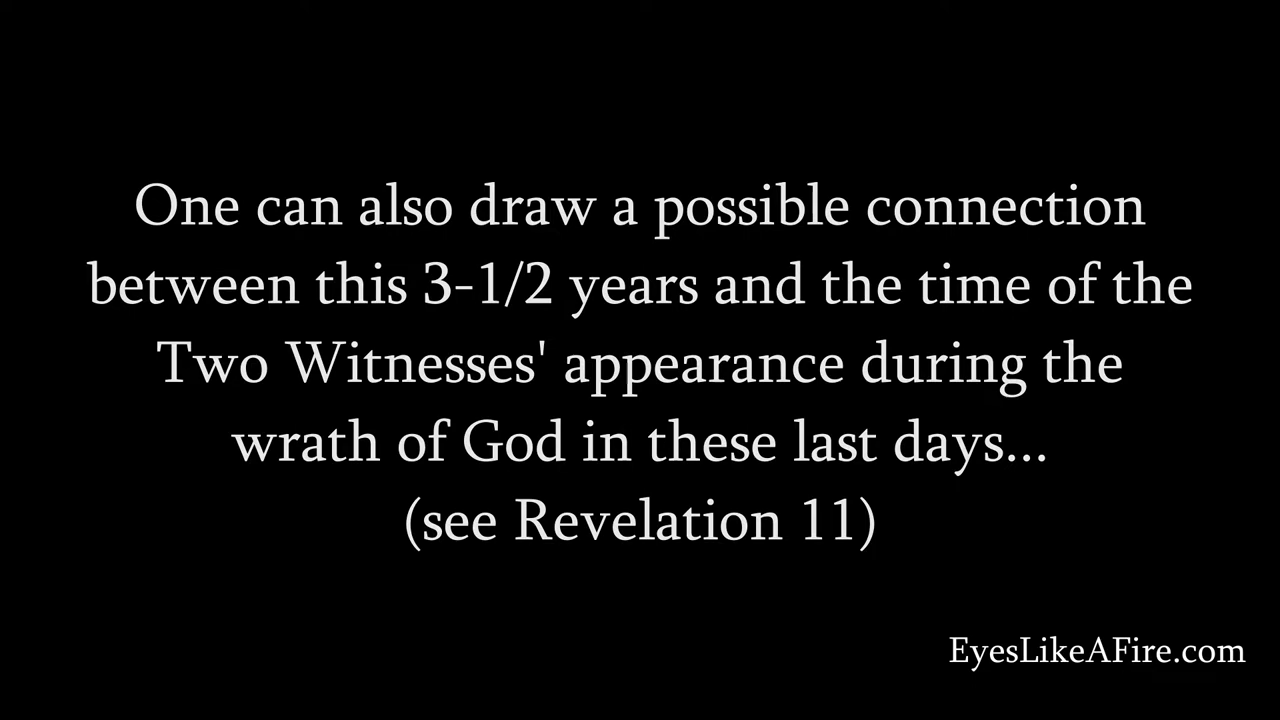 One can also draw a possible connection
between this 3-1/2 years and the time of the
Two Witnesses' appearance during the
wrath of God in these last days...
(see Revelation 11)
EyesLikeAFire.com